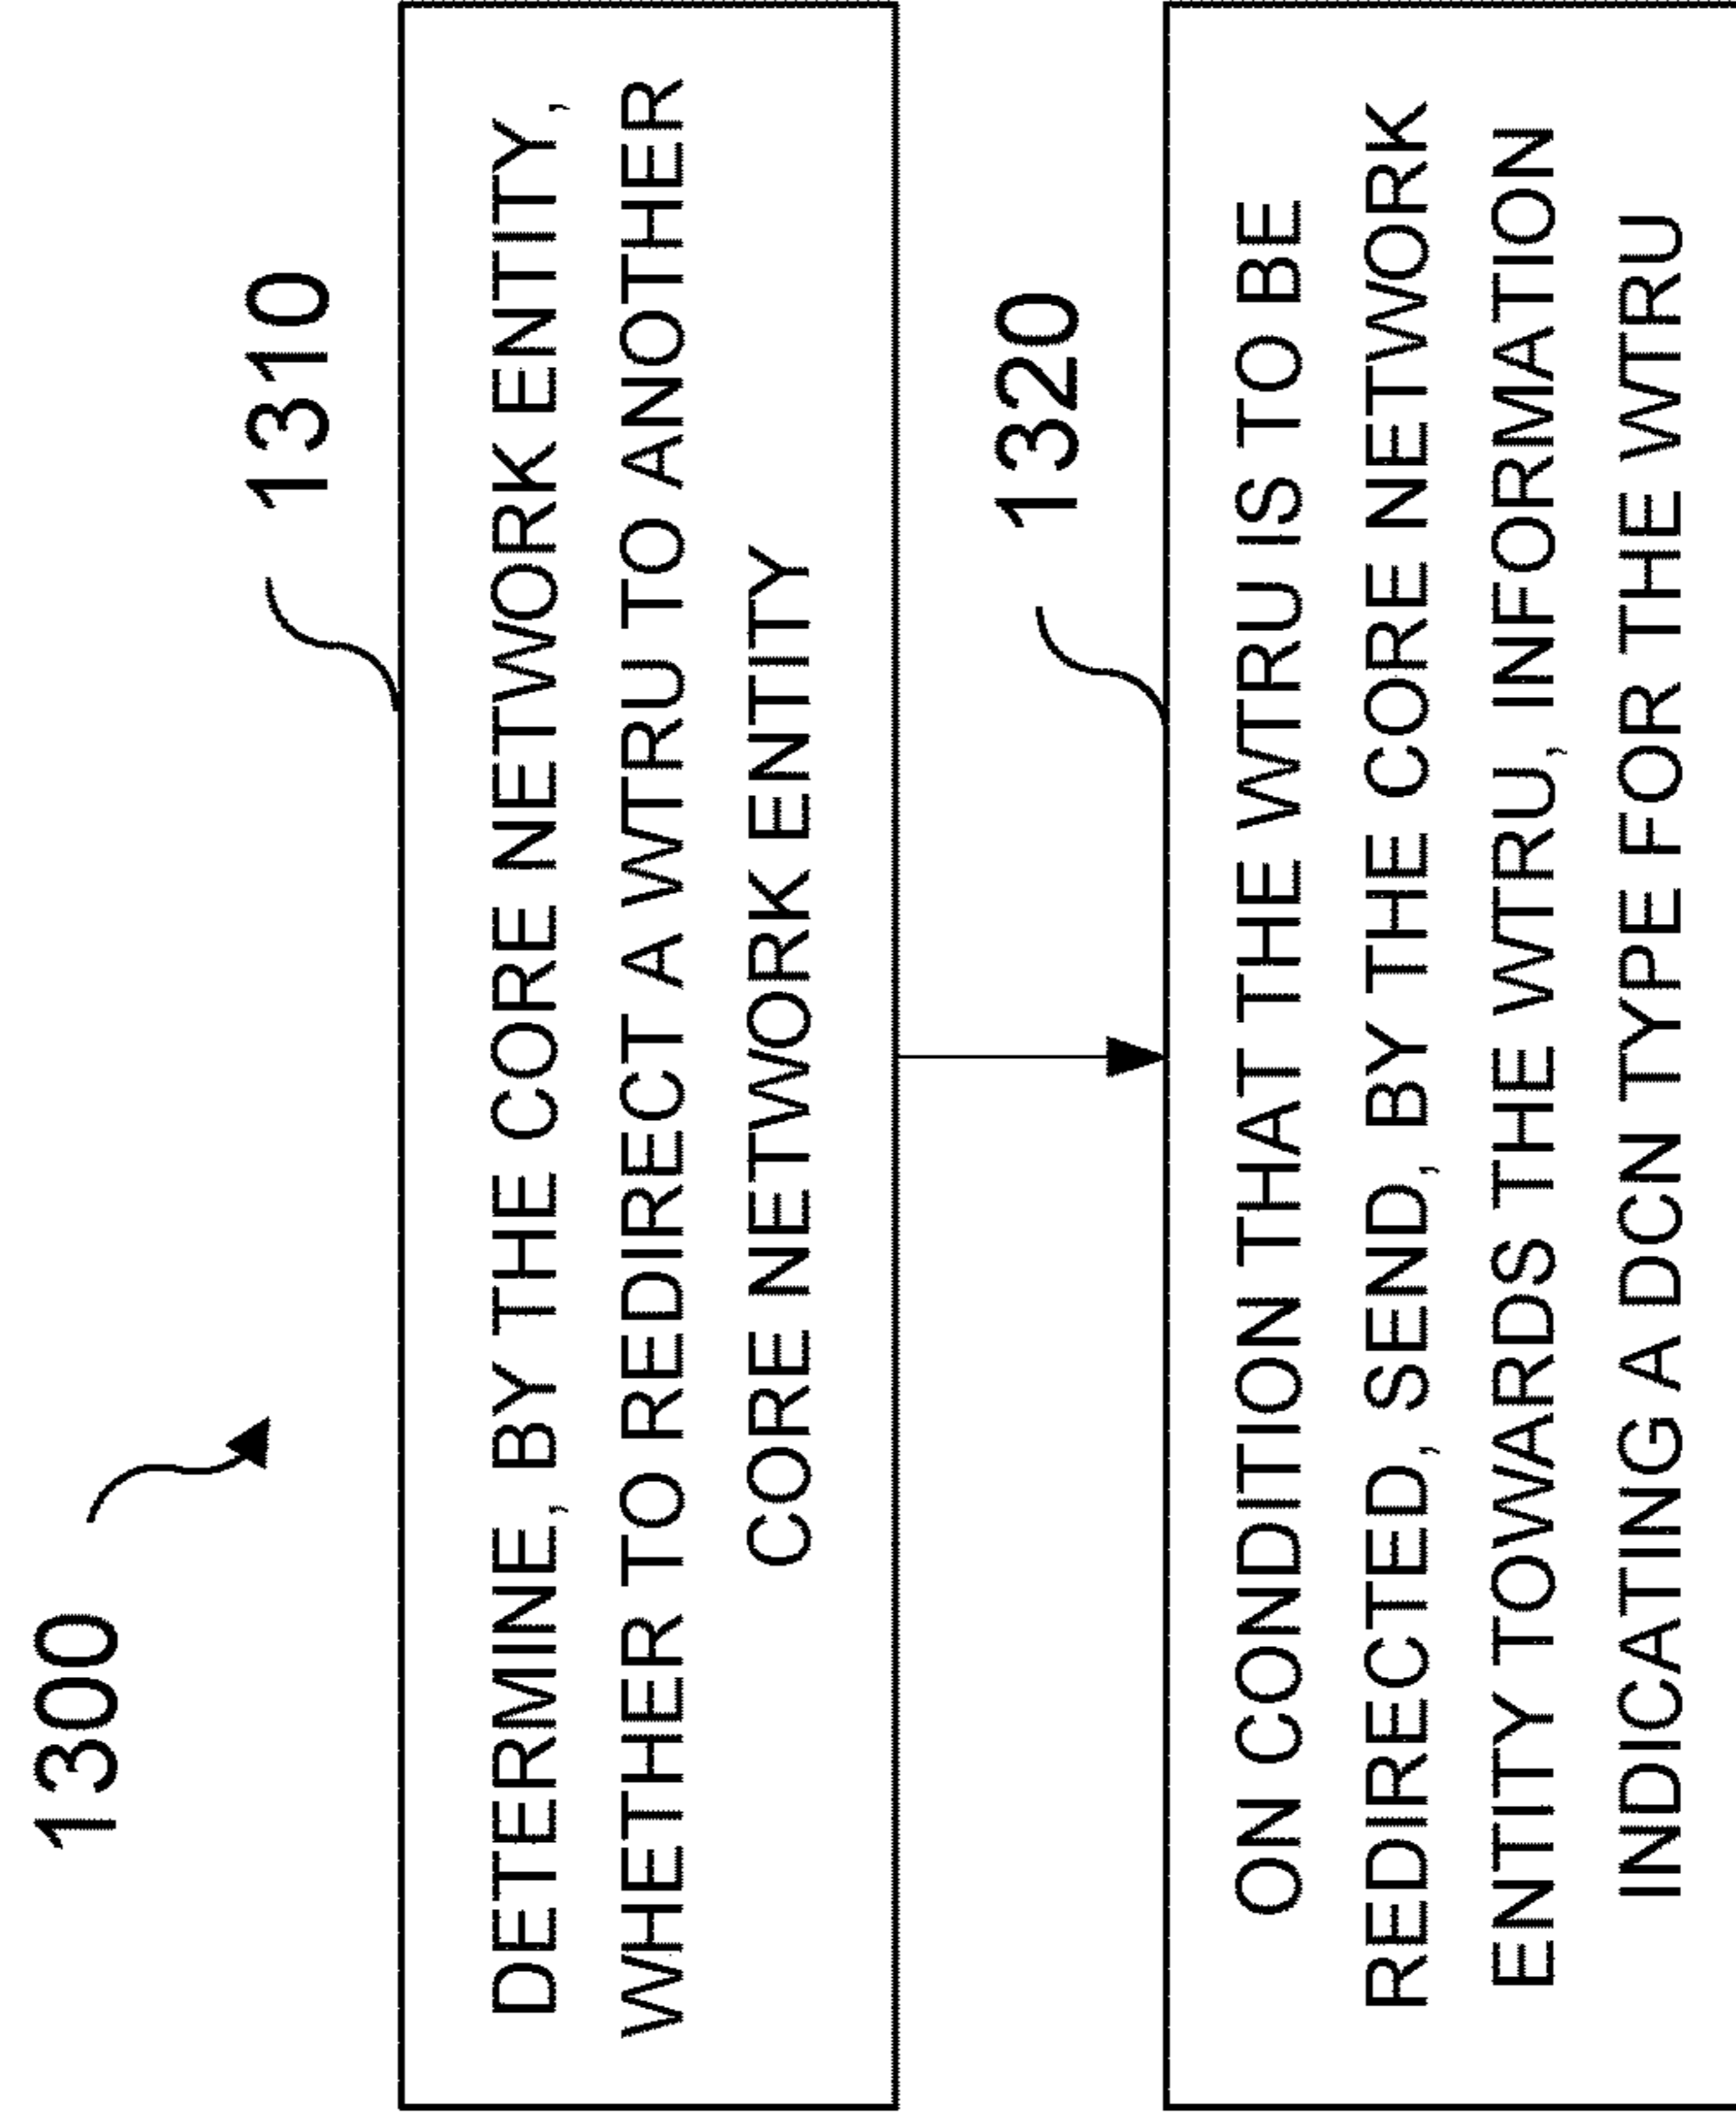 1300
1310
DETERMINE, BY THE CORE NETWORK ENTITY,
WHETHER TO REDIRECT A WTRU TO ANOTHER
CORE NETWORK ENTITY
1320
ON CONDITION THAT THE WTRU IS TO BE
REDIRECTED, SEND, BY THE CORE NETWORK
ENTITY TOWARDS THE WTRU, INFORMATION
INDICATING A DCN TYPE FOR THE WTRU